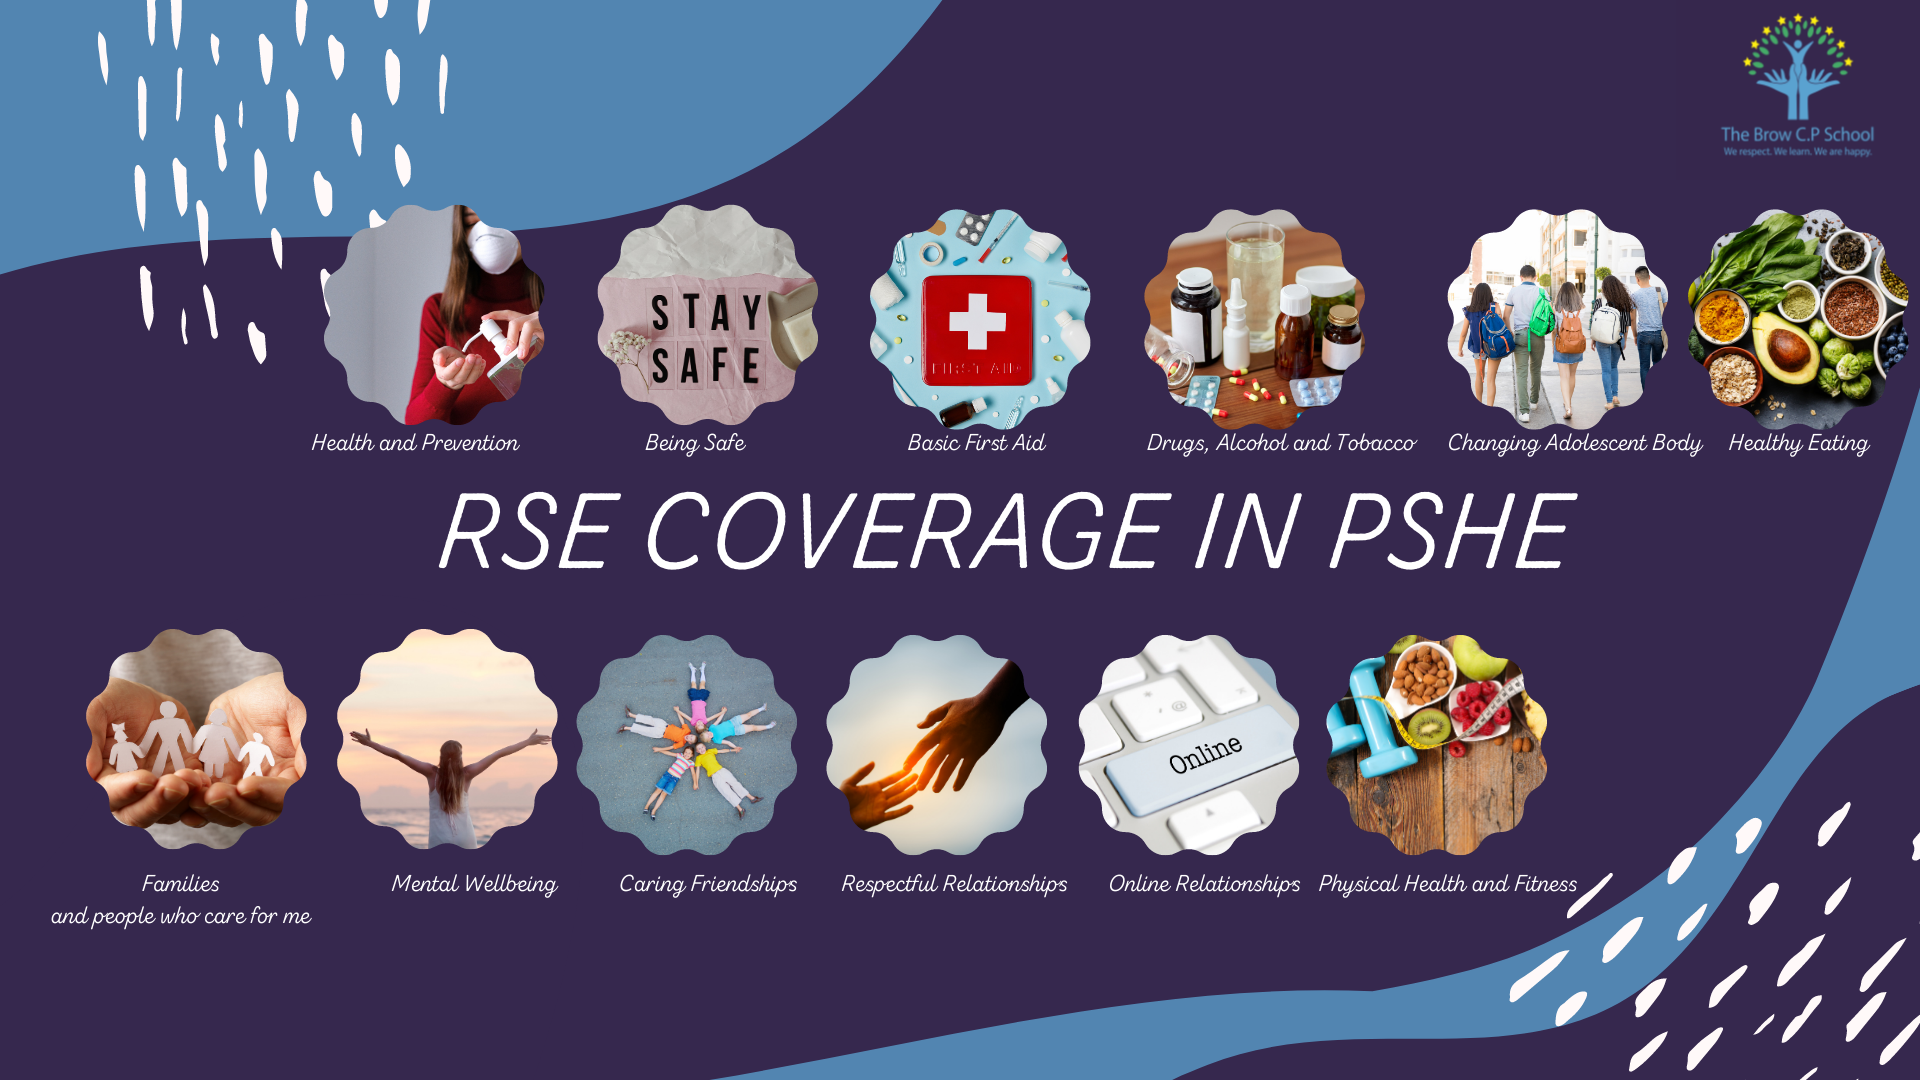 The Brow C.P School
We respect. We learn. We are happy.
STAY
SAFE
FIRST AID
Health and Prevention
Being Safe
Basic First Aid
Drugs, Alcohol and Tobacco
Changing Adolescent Body
Healthy Eating
RSE COVERAGE IN PSHE
@
Online
Families
and people who care for me
Mental Wellbeing
Caring Friendships
Respectful Relationships
Online Relationships
Physical Health and Fitness